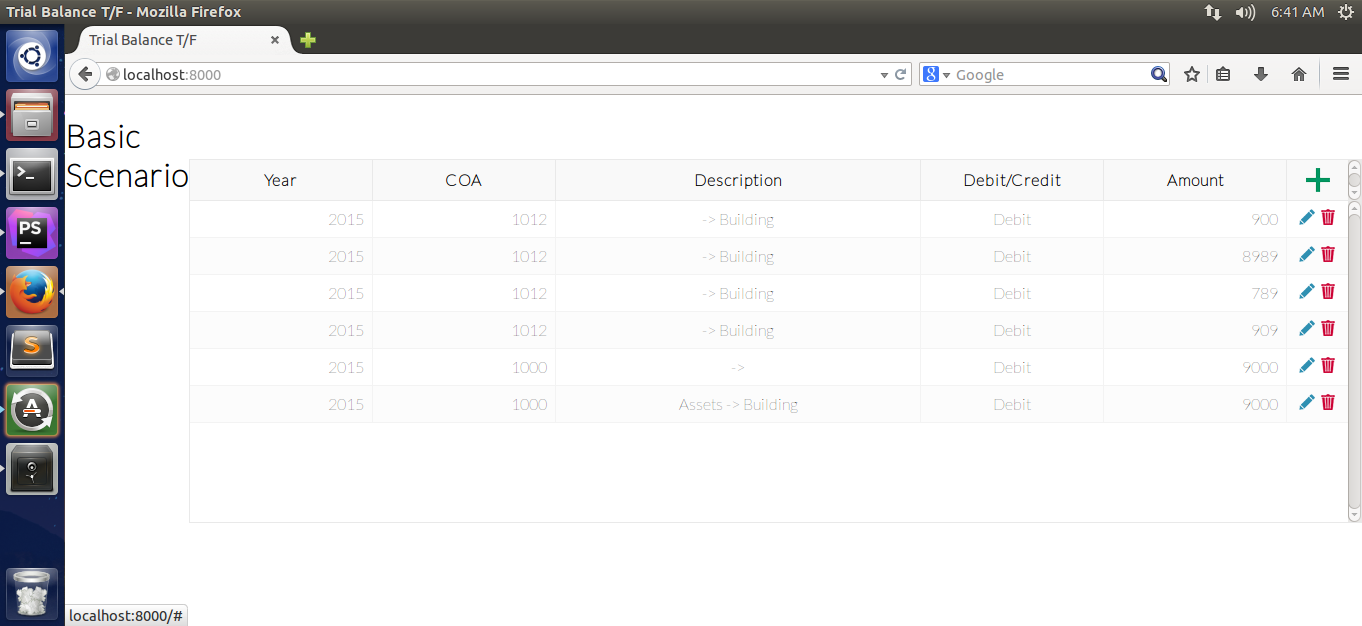 Trial Balance T/F - Mozilla Firefox
6:41 AM
Trial Balance T/F
localhost:8000
8 Google
Basic
Scenario
Year COA Description Debit/Credit Amount
2015 1012 -> Building Debit 900
2015 1012 -> Building Debit 8989
2015 1012 -> Building Debit 789
2015 1012 -> Building Debit 909
2015 1000 -> Debit 9000
2015 1000 Assets -> Building Debit 9000
>_
PS
S
A
localhost:8000/#